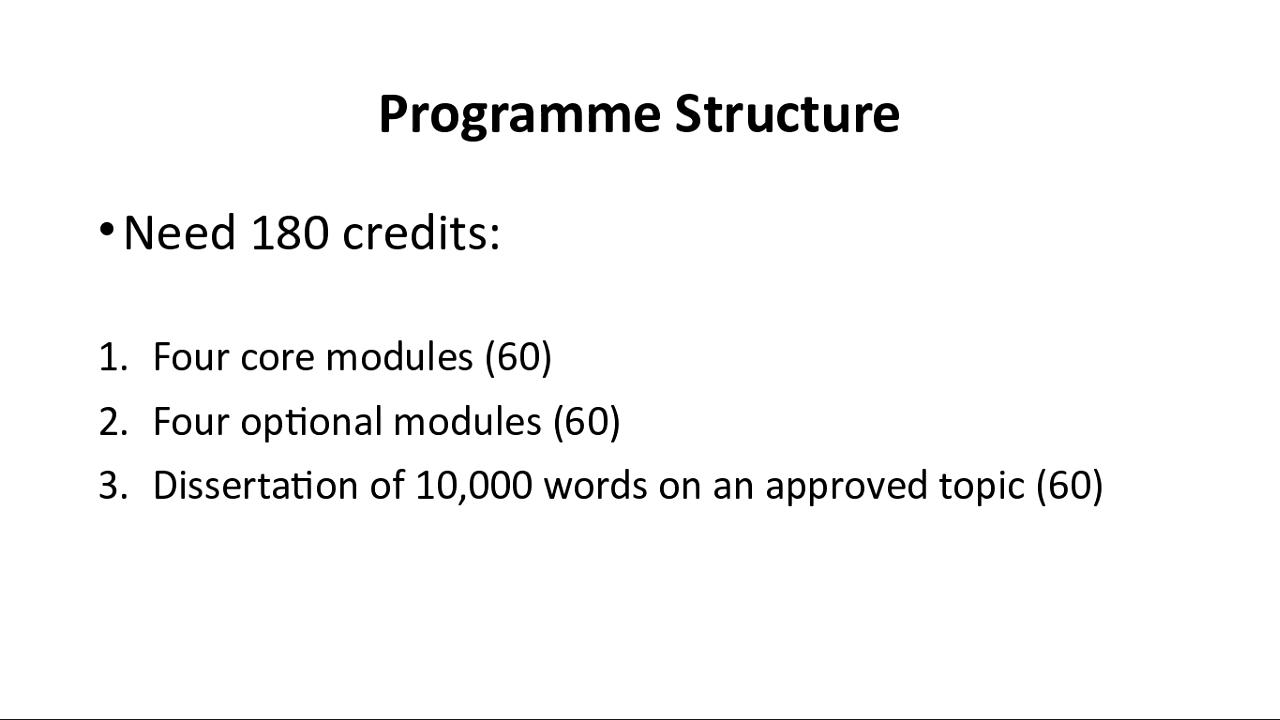 Programme Structure
• Need 180 credits:
1. Four core modules (60)
2. Four optional modules (60)
3. Dissertation of 10,000 words on an approved topic (60)